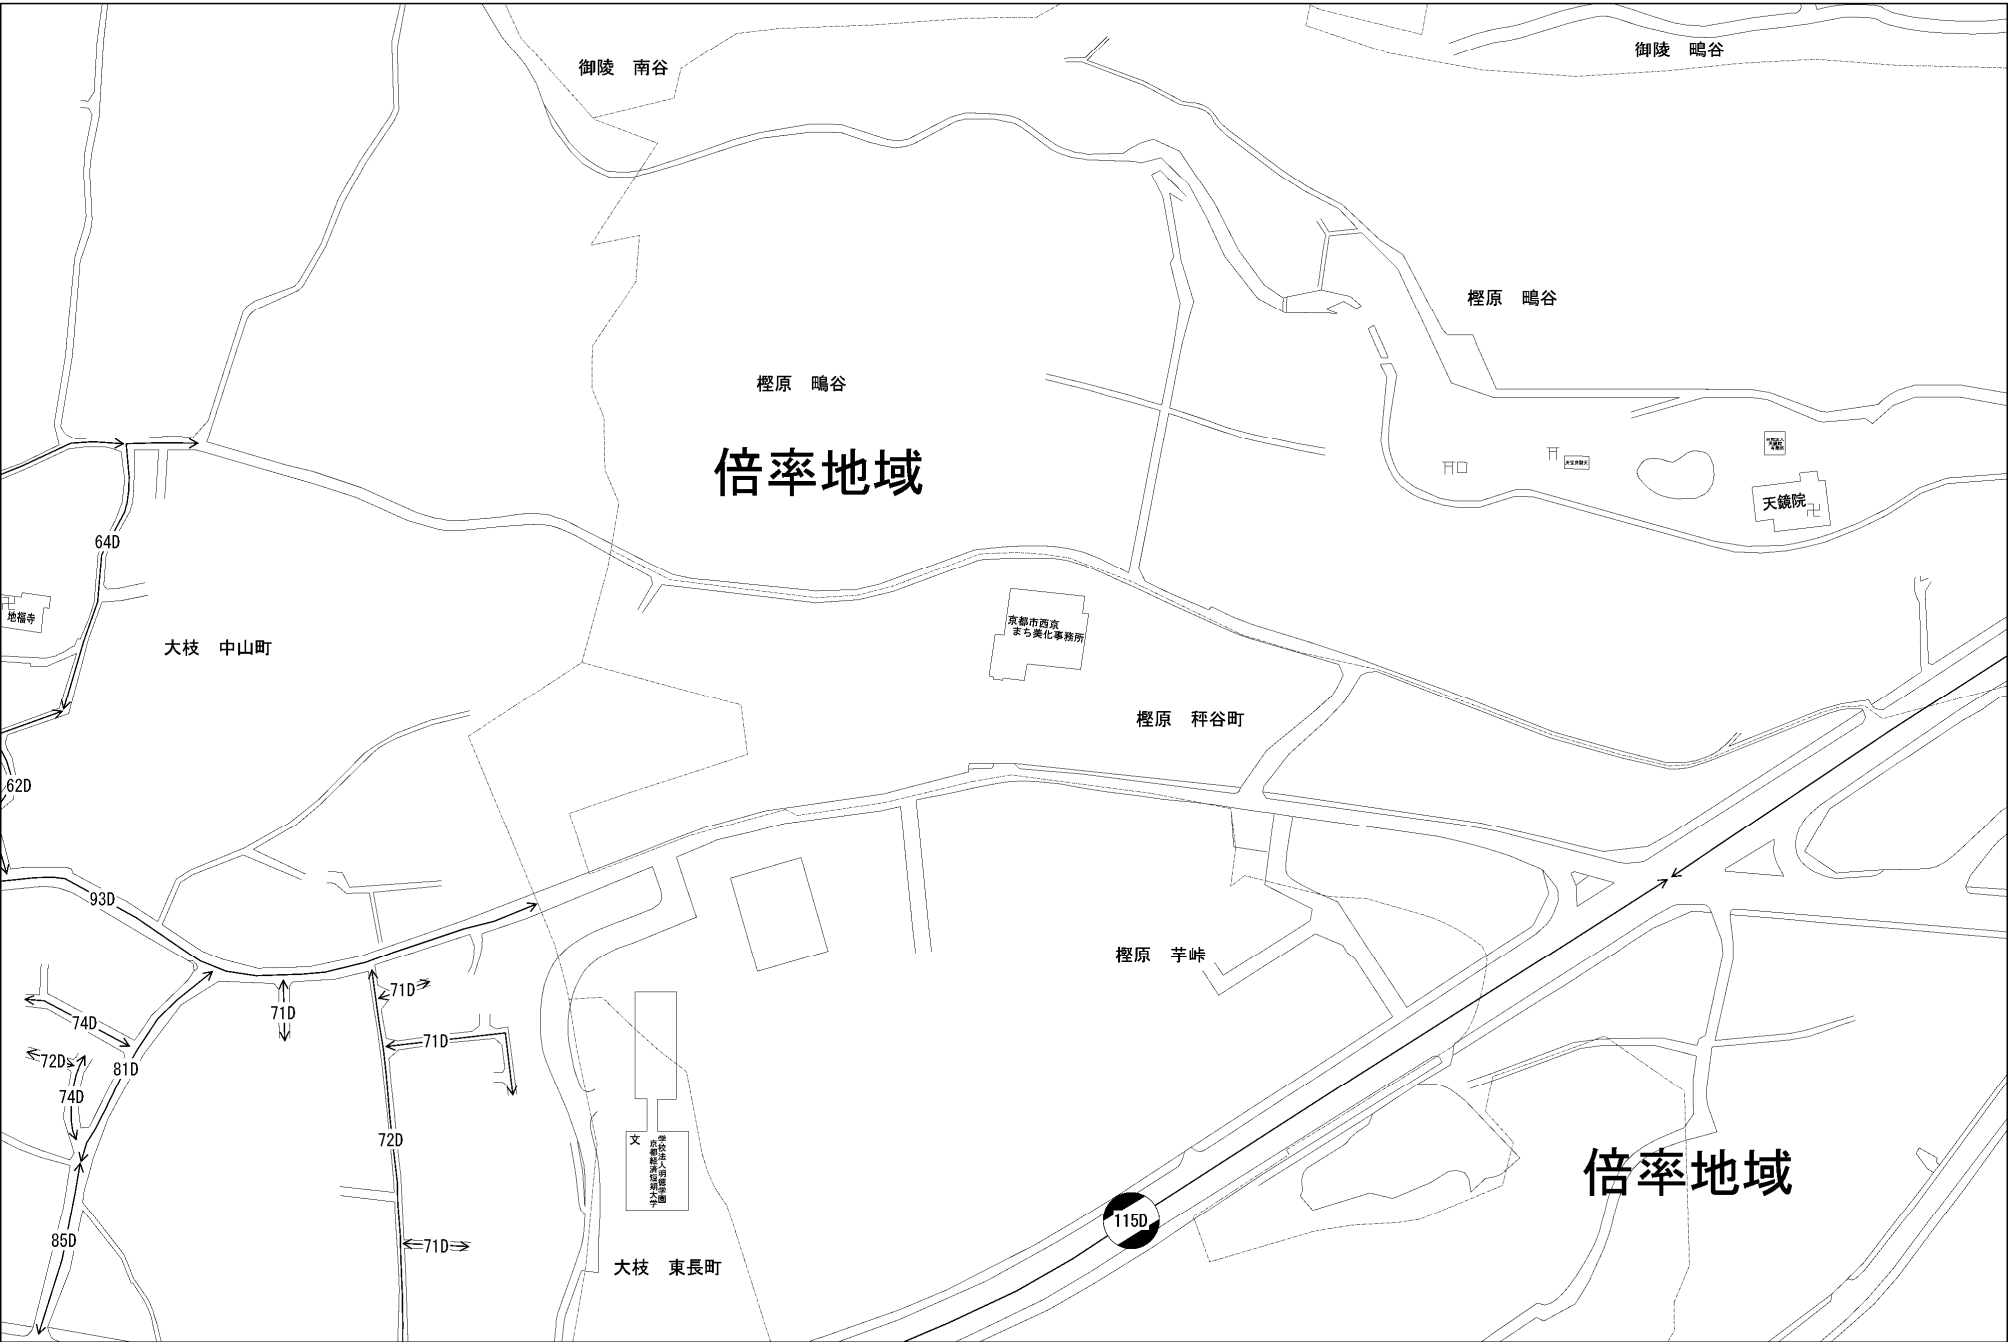 御陵　南谷
御陵　鴫谷
樫原　鴫谷
樫原　鴫谷
倍率地域
天鏡院
64D
地福寺
大枝　中山町
京都市西京
まち美化事務所
樫原　秤谷町
62D
93D
樫原　芋峠
71D
74D
71D
71D
72D
81D
74D
72D
文
学校法人明徳学園
京都経済短期大学
倍率地域
115D
85D
71D
大枝　東長町